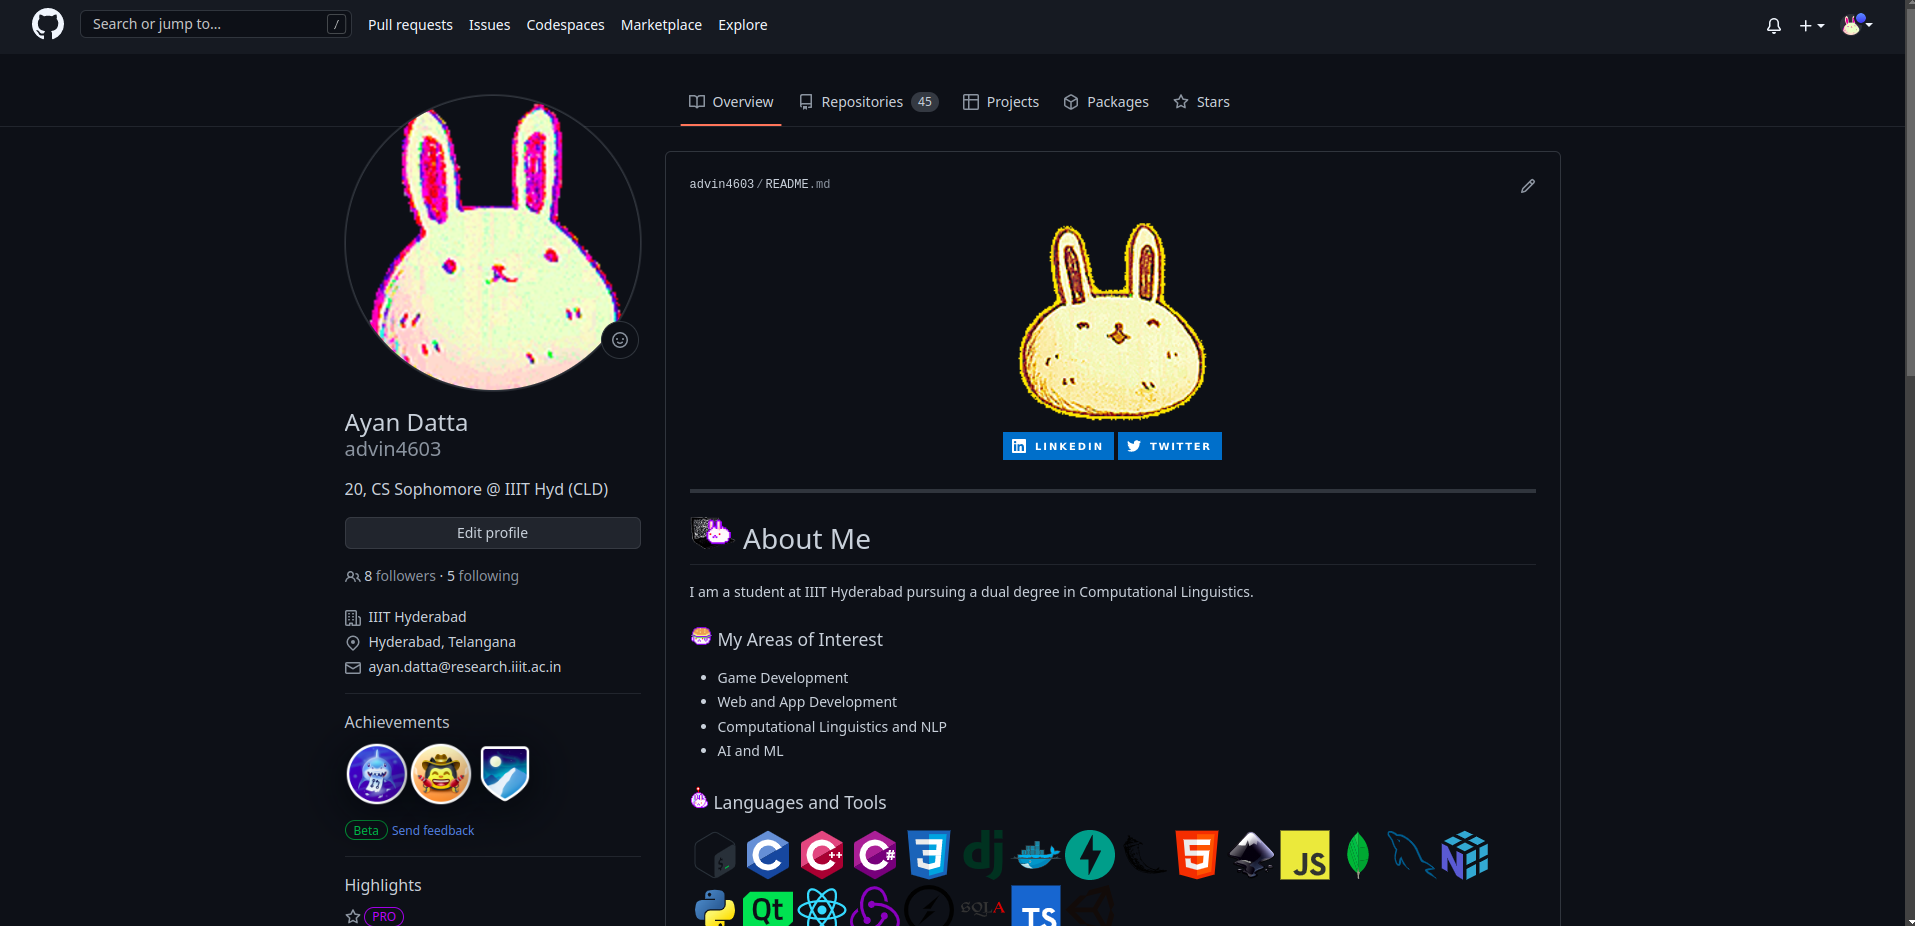 Search or jump to... /
Pull requests Issues Codespaces Marketplace Explore
Overview Repositories 45 Projects Packages Stars
advin4603/README.md
LINKEDIN TWITTER
Ayan Datta
advin4603
20, CS Sophomore @ IIIT Hyd (CLD)
Edit profile
8 followers · 5 following
IIIT Hyderabad
Hyderabad, Telangana
ayan.datta@research.iiit.ac.in
Achievements
Beta Send feedback
Highlights
PRO
About Me
I am a student at IIIT Hyderabad pursuing a dual degree in Computational Linguistics.
My Areas of Interest
Game Development
Web and App Development
Computational Linguistics and NLP
AI and ML
Languages and Tools
C C++ C# 3 dj 5 JS
Qt SQLA TS